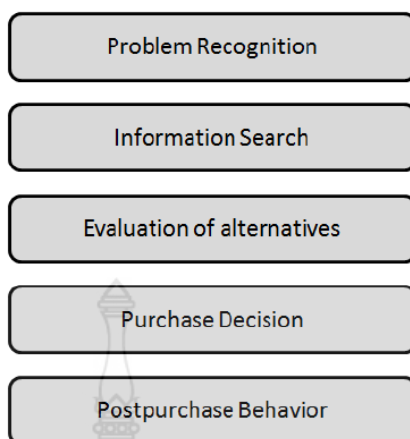 Problem Recognition
Information Search
Evaluation of alternatives
Purchase Decision
Postpurchase Behavior